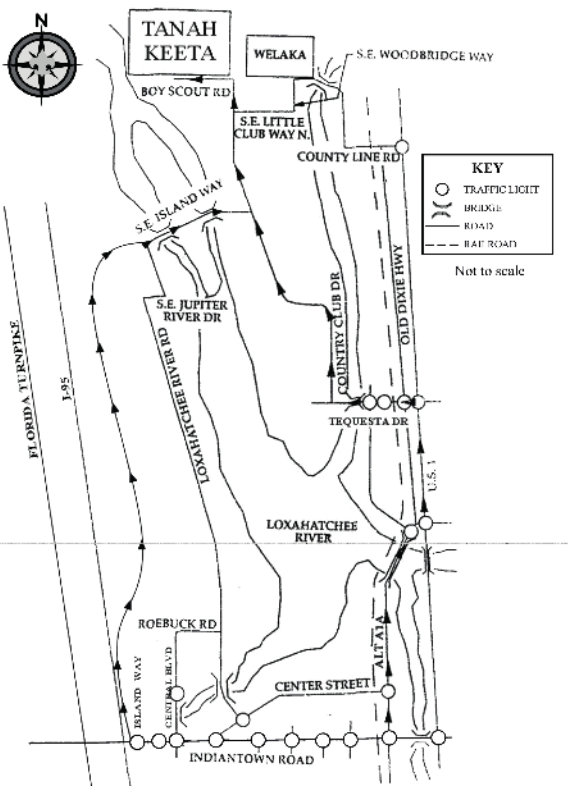 N
TANAH
KEETA
WELAKA
S.E. WOODBRIDGE WAY
BOY SCOUT RD
S.E. LITTLE
CLUB WAY N.
COUNTY LINE RD
KEY
TRAFFIC LIGHT
BRIDGE
ROAD
RAIL ROAD
Not to scale
S.E. ISLAND WAY
S.E. JUPITER
RIVER DR
COUNTRY CLUB DR
OLD DIXIE HWY
FLORIDA TURNPIKE
I-95
LOXAHATCHEE RIVER RD
TEQUESTA DR
U.S. 1
LOXAHATCHEE
RIVER
ROEBUCK RD
ISLAND WAY
CENTRAL BLVD
CENTER STREET
ALT A1A
INDIANTOWN ROAD